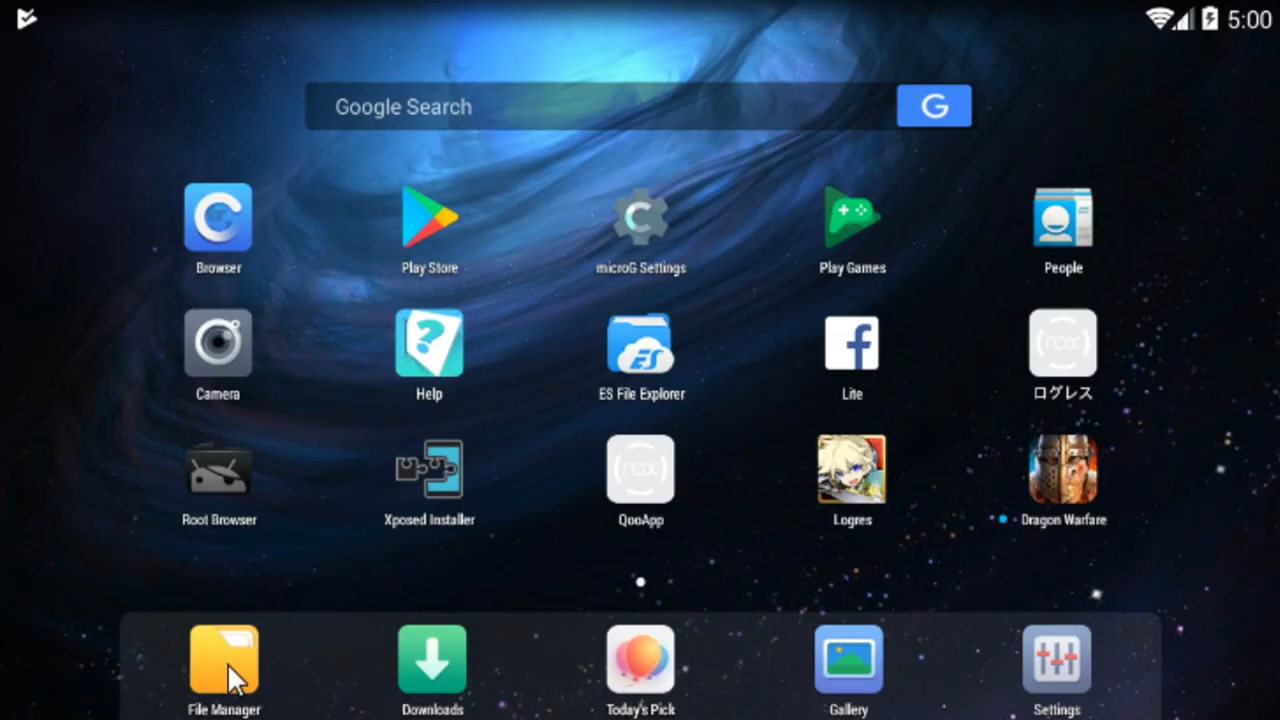 5:00
Google Search
G
Browser
Play Store
microG Settings
Play Games
People
Camera
Help
ES File Explorer
Lite
ログレス
Root Browser
Xposed Installer
QooApp
Logres
Dragon Warfare
File Manager
Downloads
Today's Pick
Gallery
Settings